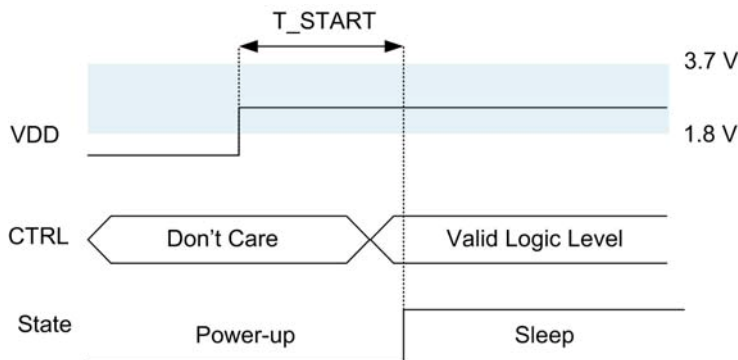 T_START
3.7 V
VDD
1.8 V
CTRL
Don't Care
Valid Logic Level
State
Power-up
Sleep